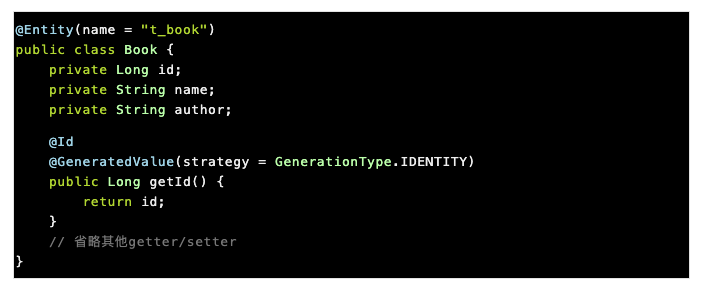 @Entity(name = "t_book")
public class Book {
    private Long id;
    private String name;
    private String author;

    @Id
    @GeneratedValue(strategy = GenerationType.IDENTITY)
    public Long getId() {
        return id;
    }
    // 省略其他getter/setter
}